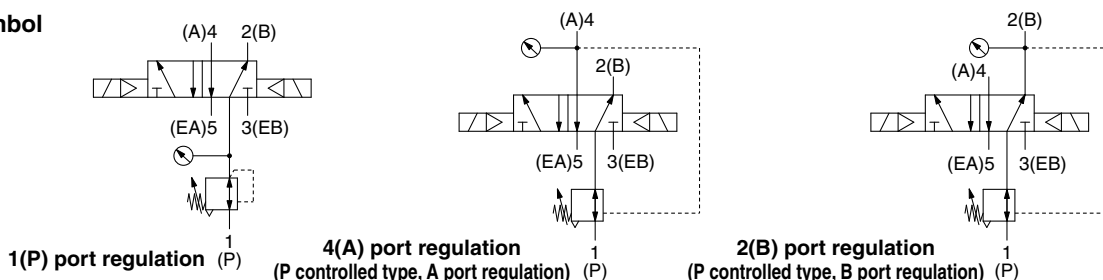 nbol
(A)4 2(B)
(EA)5 3(EB)
1
(P)
1(P) port regulation
(A)4
2(B)
(EA)5 3(EB)
1
(P)
4(A) port regulation
(P controlled type, A port regulation)
2(B)
(A)4
(EA)5 3(EB)
1
(P)
2(B) port regulation
(P controlled type, B port regulation)